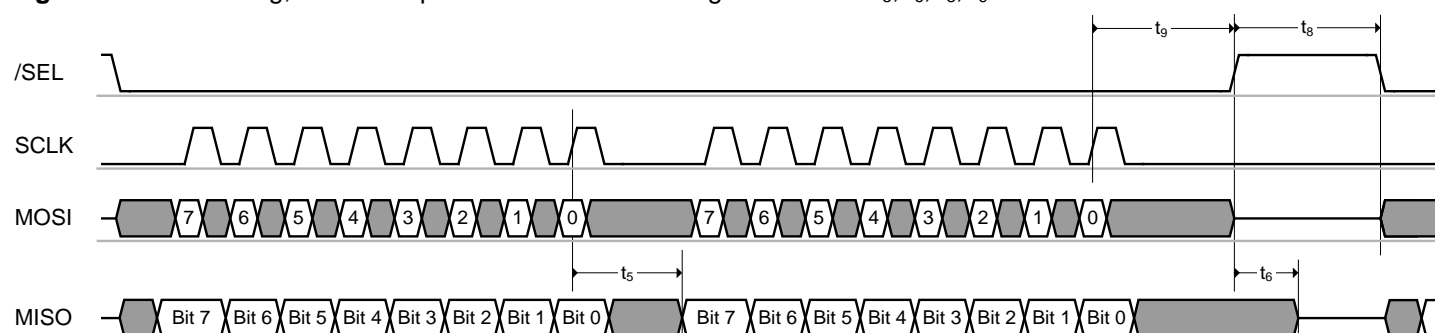 t₉ t₈
/SEL
SCLK
MOSI 7 6 5 4 3 2 1 0 7 6 5 4 3 2 1 0
t₅ t₆
MISO Bit 7 Bit 6 Bit 5 Bit 4 Bit 3 Bit 2 Bit 1 Bit 0 Bit 7 Bit 6 Bit 5 Bit 4 Bit 3 Bit 2 Bit 1 Bit 0